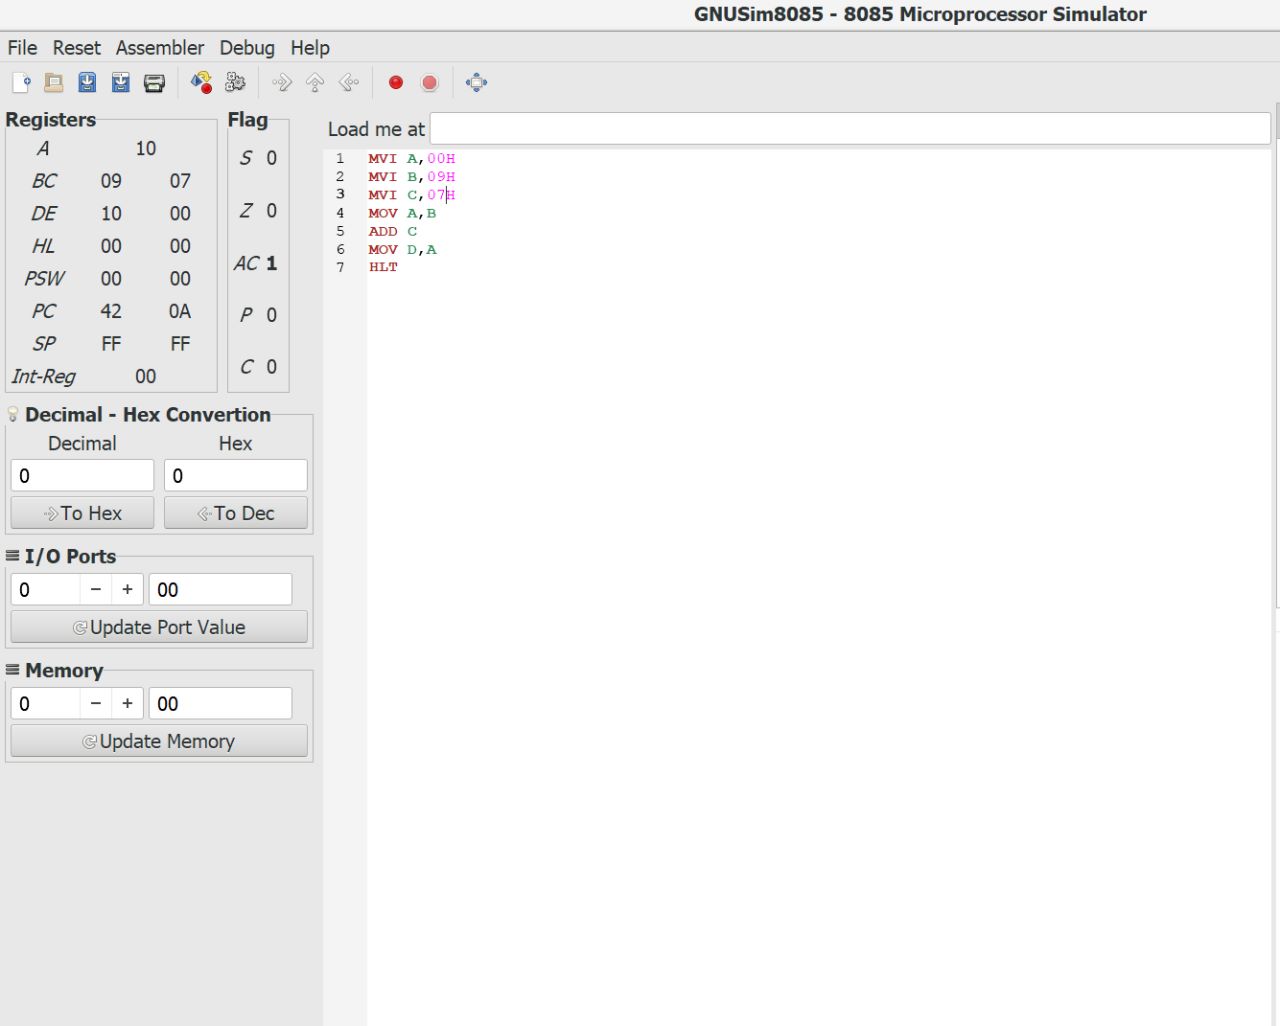 GNUSim8085 - 8085 Microprocessor Simulator
File Reset Assembler Debug Help
Registers
A 10
BC 09 07
DE 10 00
HL 00 00
PSW 00 00
PC 42 0A
SP FF FF
Int-Reg 00
Flag
S 0
Z 0
AC 1
P 0
C 0
Decimal - Hex Convertion
Decimal Hex
0 0
To Hex To Dec
I/O Ports
0 − + 00
Update Port Value
Memory
0 − + 00
Update Memory
Load me at
1 MVI A,00H
2 MVI B,09H
3 MVI C,07H
4 MOV A,B
5 ADD C
6 MOV D,A
7 HLT